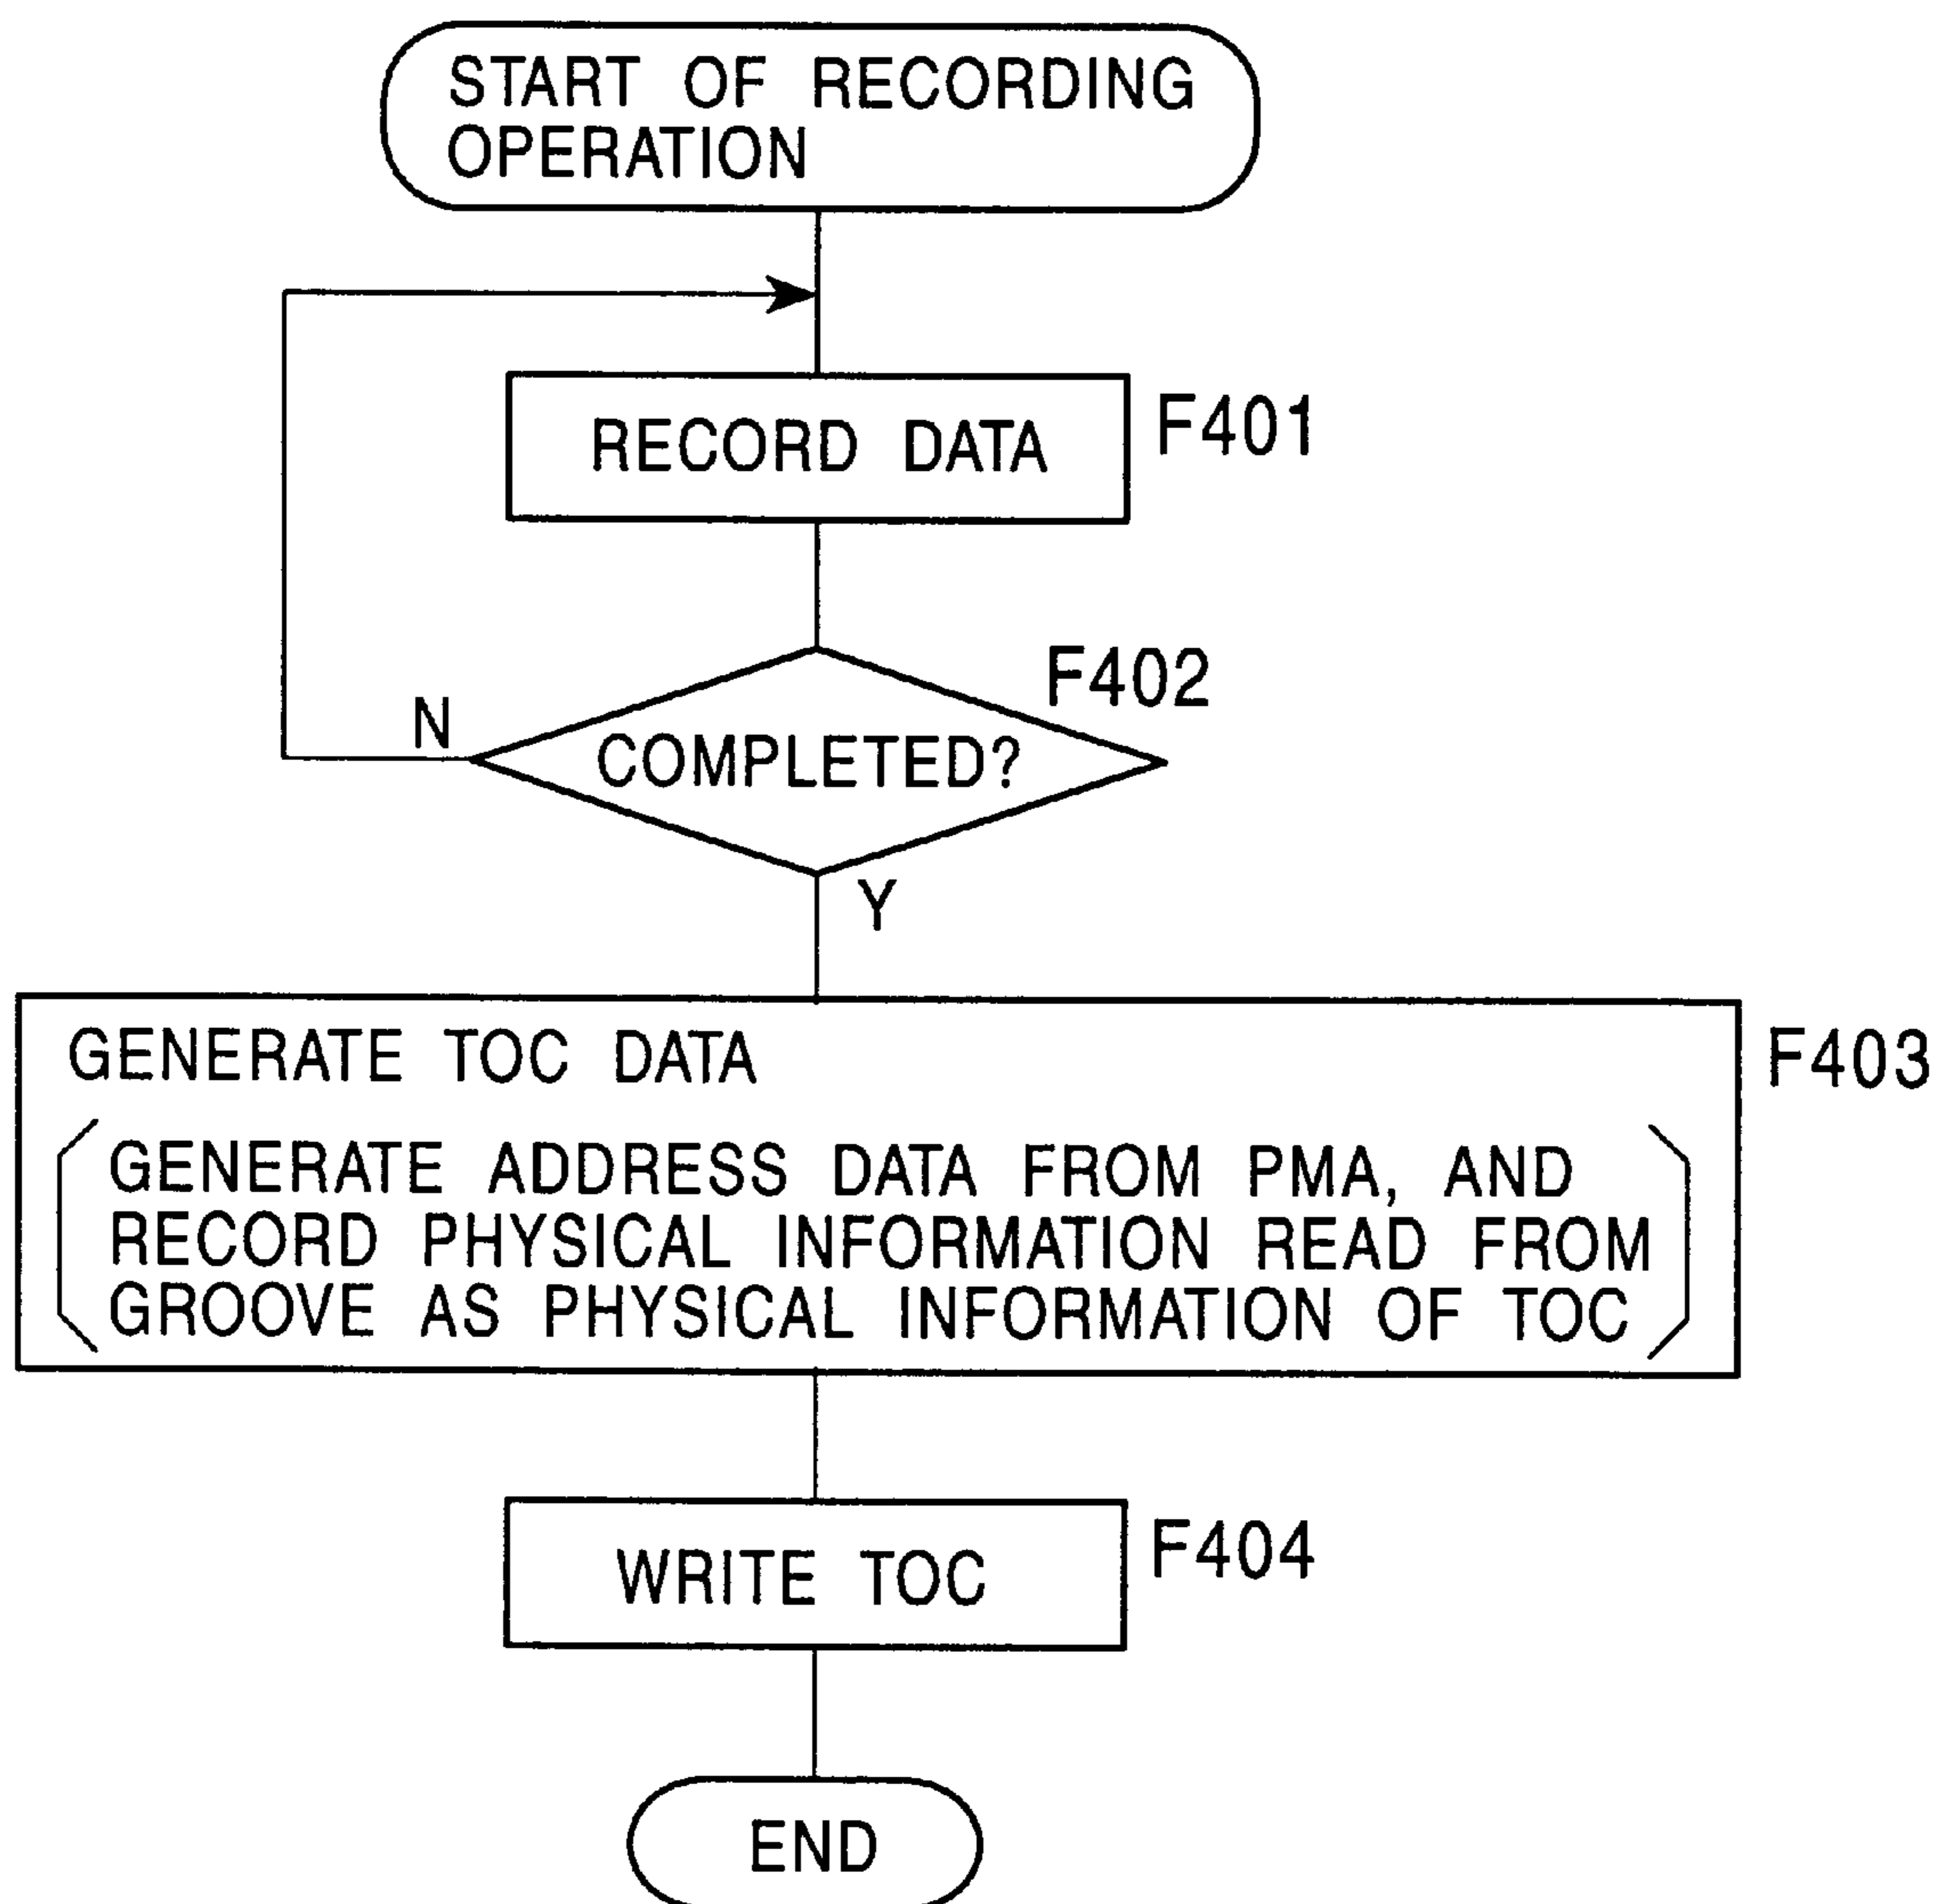 START OF RECORDING
OPERATION
RECORD DATA
F401
F402
N
COMPLETED?
Y
GENERATE TOC DATA
F403
GENERATE ADDRESS DATA FROM PMA, AND
RECORD PHYSICAL INFORMATION READ FROM
GROOVE AS PHYSICAL INFORMATION OF TOC
WRITE TOC
F404
END